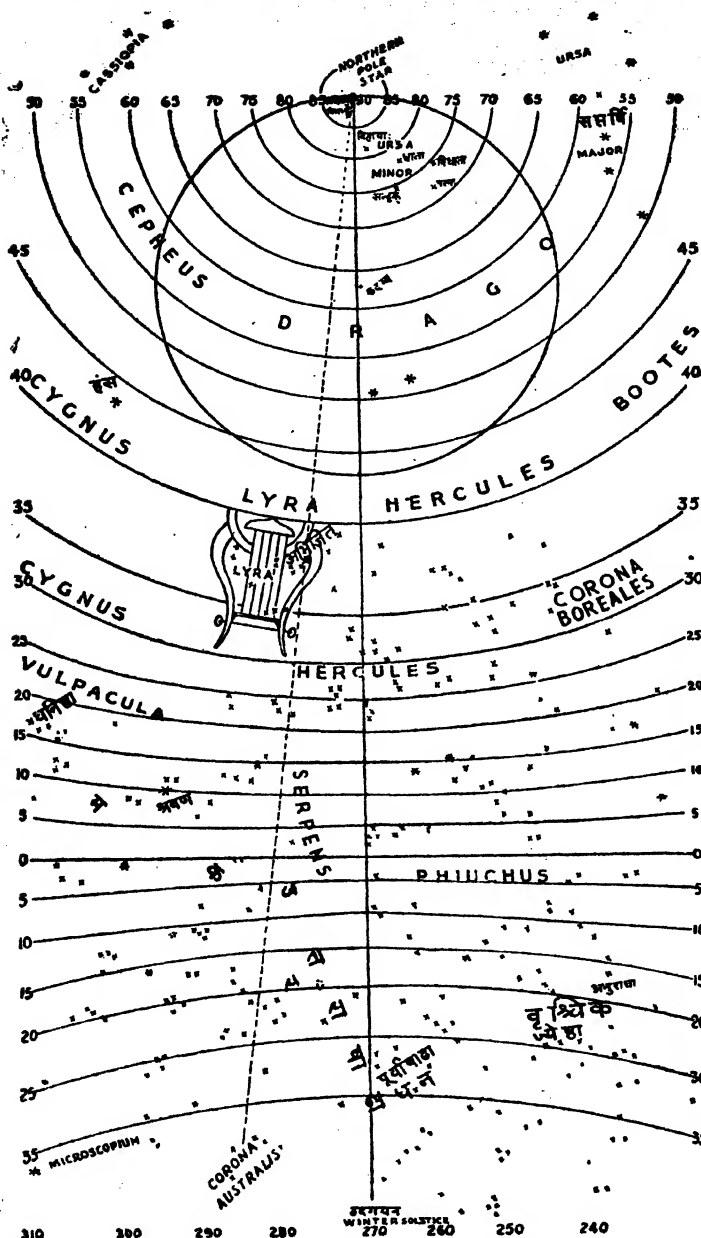 CASSIOPIA
NORTHERN
POLE
STAR
URSA
50 55 60 65 70 75 80 85 90 85 80 75 70 65 60 55 50
सप्तर्षि
MAJOR
URSA
MINOR
धाता
विधाता
CEPHEUS
45
45
DRAGO
हंस
40
40
CYGNUS
BOOTES
LYRA
HERCULES
35
35
अभिजित
LYRA
CYGNUS
30
30
CORONA
BOREALES
25
25
HERCULES
VULPACULA
20
20
धनिष्ठा
15
15
10
10
श्रवण
5
5
SERPENS
0
0
PHIUCHUS
5
5
10
10
15
15
अनुराधा
वृश्चिक
20
20
ज्येष्ठा
पूर्वाषाढा
धन
25
30
35
35
MICROSCOPIUM
CORONA
AUSTRALIS
उदगयन
WINTER SOLSTICE
310 300 290 280 270 260 250 240